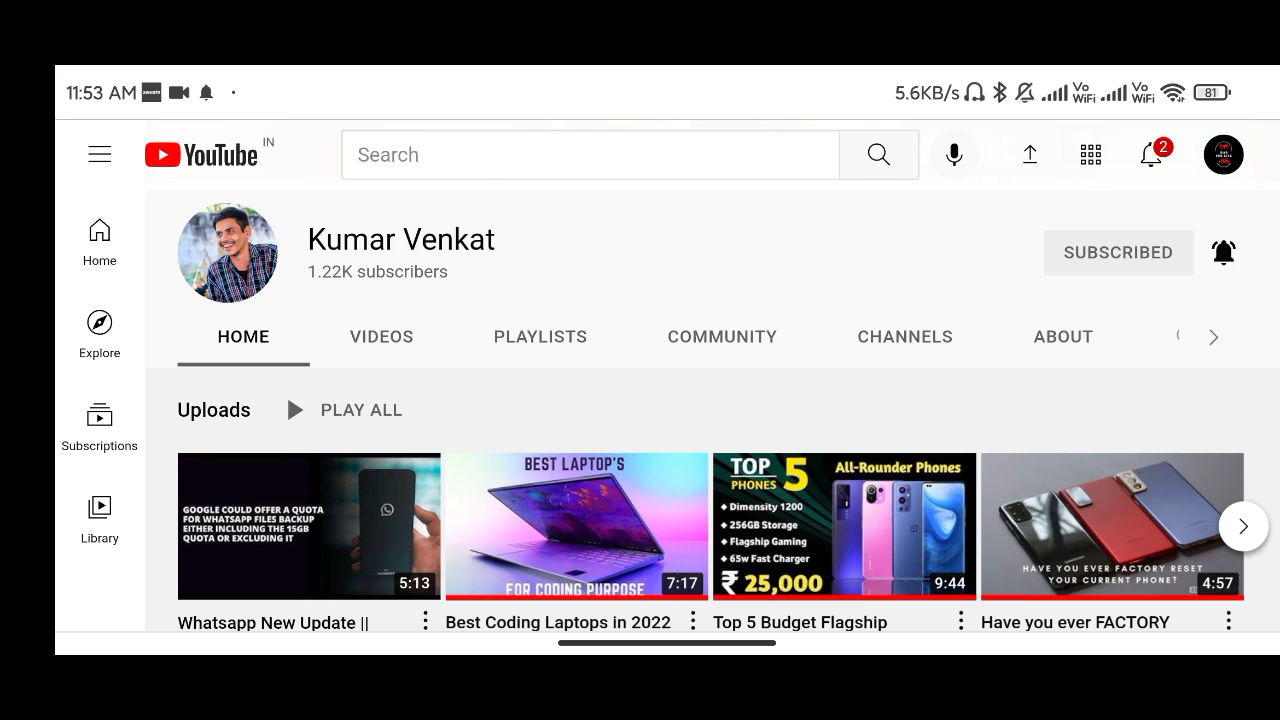 11:53 AM
5.6KB/s
Vo
WiFi
Vo
WiFi
81
YouTube IN
Search
2
Kumar Venkat
1.22K subscribers
SUBSCRIBED
Home
Explore
Subscriptions
Library
HOME VIDEOS PLAYLISTS COMMUNITY CHANNELS ABOUT
Uploads PLAY ALL
GOOGLE COULD OFFER A QUOTA
FOR WHATSAPP FILES BACKUP
EITHER INCLUDING THE 15GB
QUOTA OR EXCLUDING IT
5:13
BEST LAPTOP'S
FOR CODING PURPOSE
7:17
TOP 5
PHONES
All-Rounder Phones
Dimensity 1200
256GB Storage
Flagship Gaming
65w Fast Charger
₹ 25,000
9:44
HAVE YOU EVER FACTORY RESET
YOUR CURRENT PHONE?
4:57
Whatsapp New Update ||
Best Coding Laptops in 2022
Top 5 Budget Flagship
Have you ever FACTORY